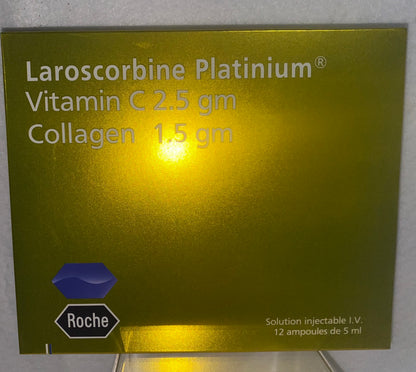 Laroscorbine Platinium®
Vitamin C 2.5 gm
Collagen 1.5 gm
Roche
Solution injectable I.V.
12 ampoules de 5 ml